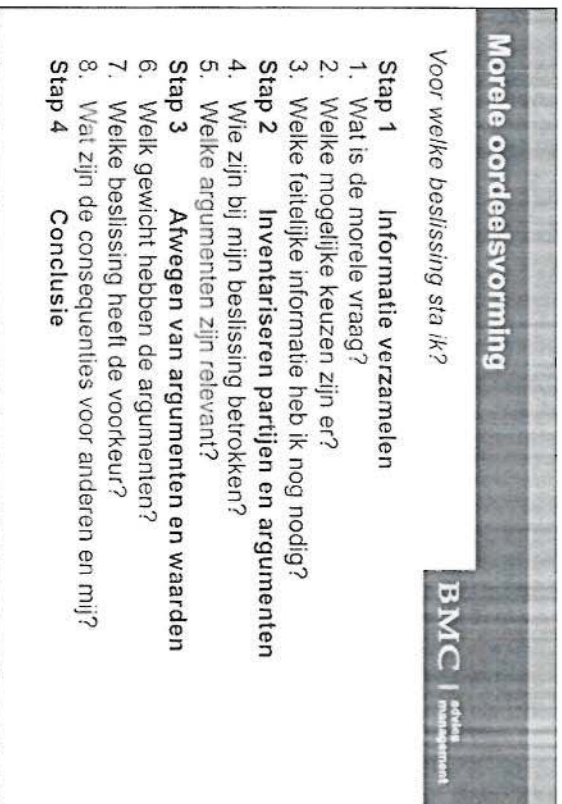 Morele oordeelsvorming
BMC | advies
management
Voor welke beslissing sta ik?
Stap 1 Informatie verzamelen
1. Wat is de morele vraag?
2. Welke mogelijke keuzen zijn er?
3. Welke feitelijke informatie heb ik nog nodig?
Stap 2 Inventariseren partijen en argumenten
4. Wie zijn bij mijn beslissing betrokken?
5. Welke argumenten zijn relevant?
Stap 3 Afwegen van argumenten en waarden
6. Welk gewicht hebben de argumenten?
7. Welke beslissing heeft de voorkeur?
8. Wat zijn de consequenties voor anderen en mij?
Stap 4 Conclusie